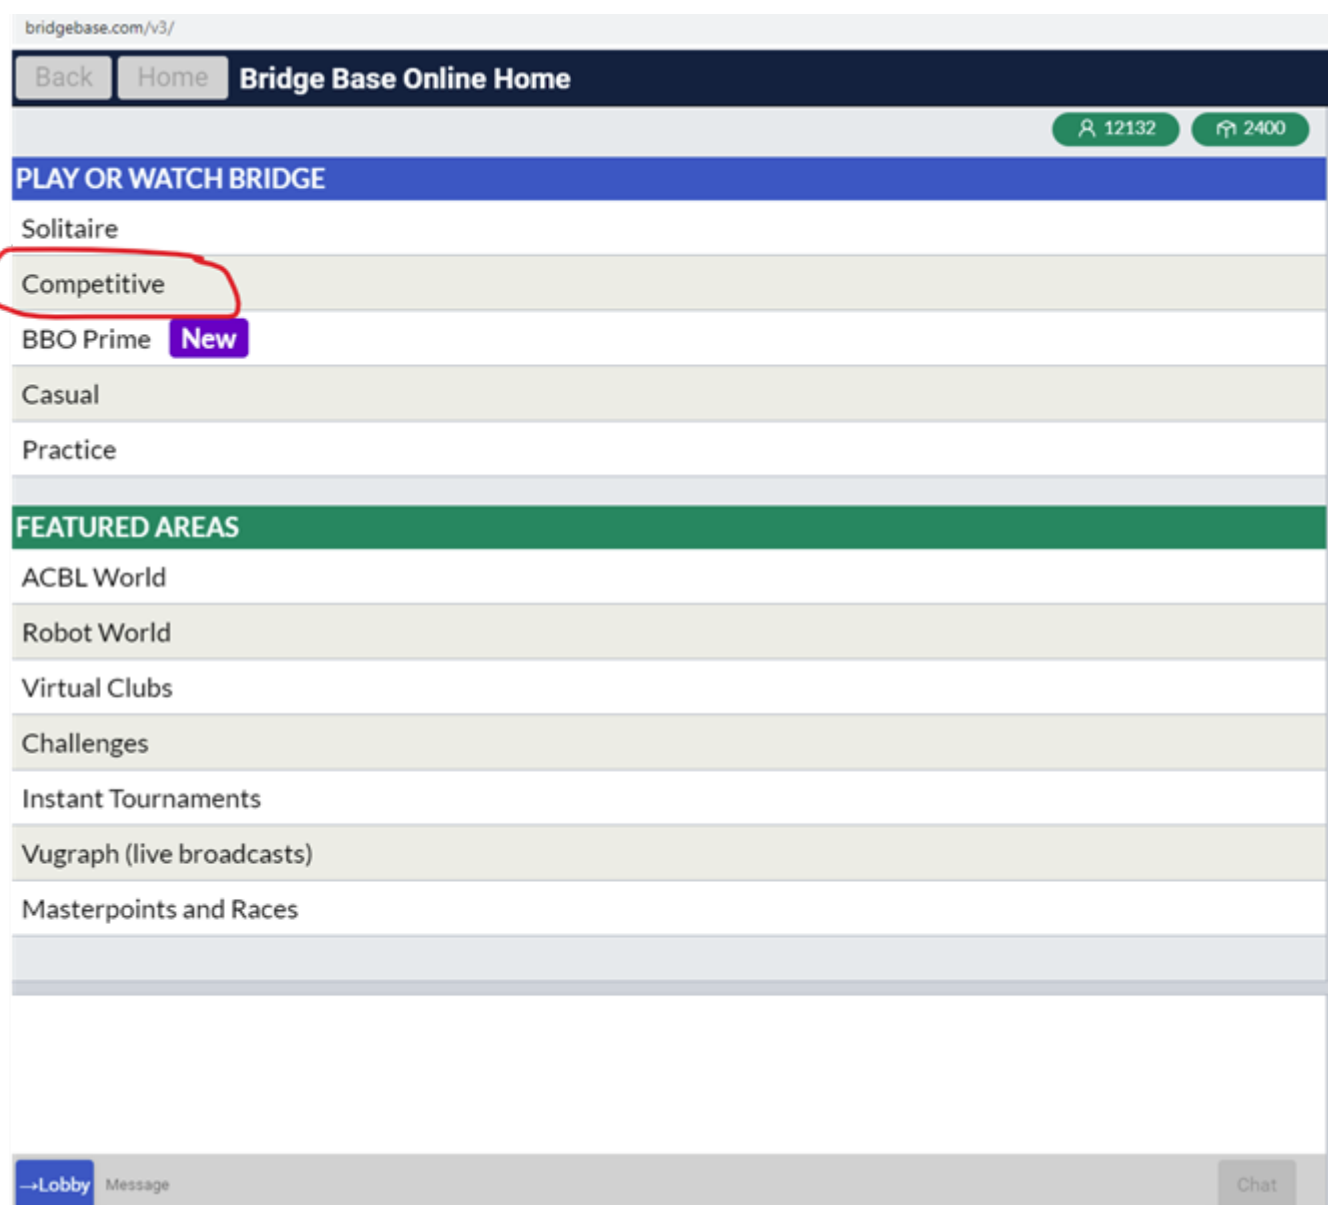 bridgebase.com/v3/
Back Home Bridge Base Online Home
12132 2400
PLAY OR WATCH BRIDGE
Solitaire
Competitive
BBO Prime New
Casual
Practice
FEATURED AREAS
ACBL World
Robot World
Virtual Clubs
Challenges
Instant Tournaments
Vugraph (live broadcasts)
Masterpoints and Races
→Lobby Message Chat